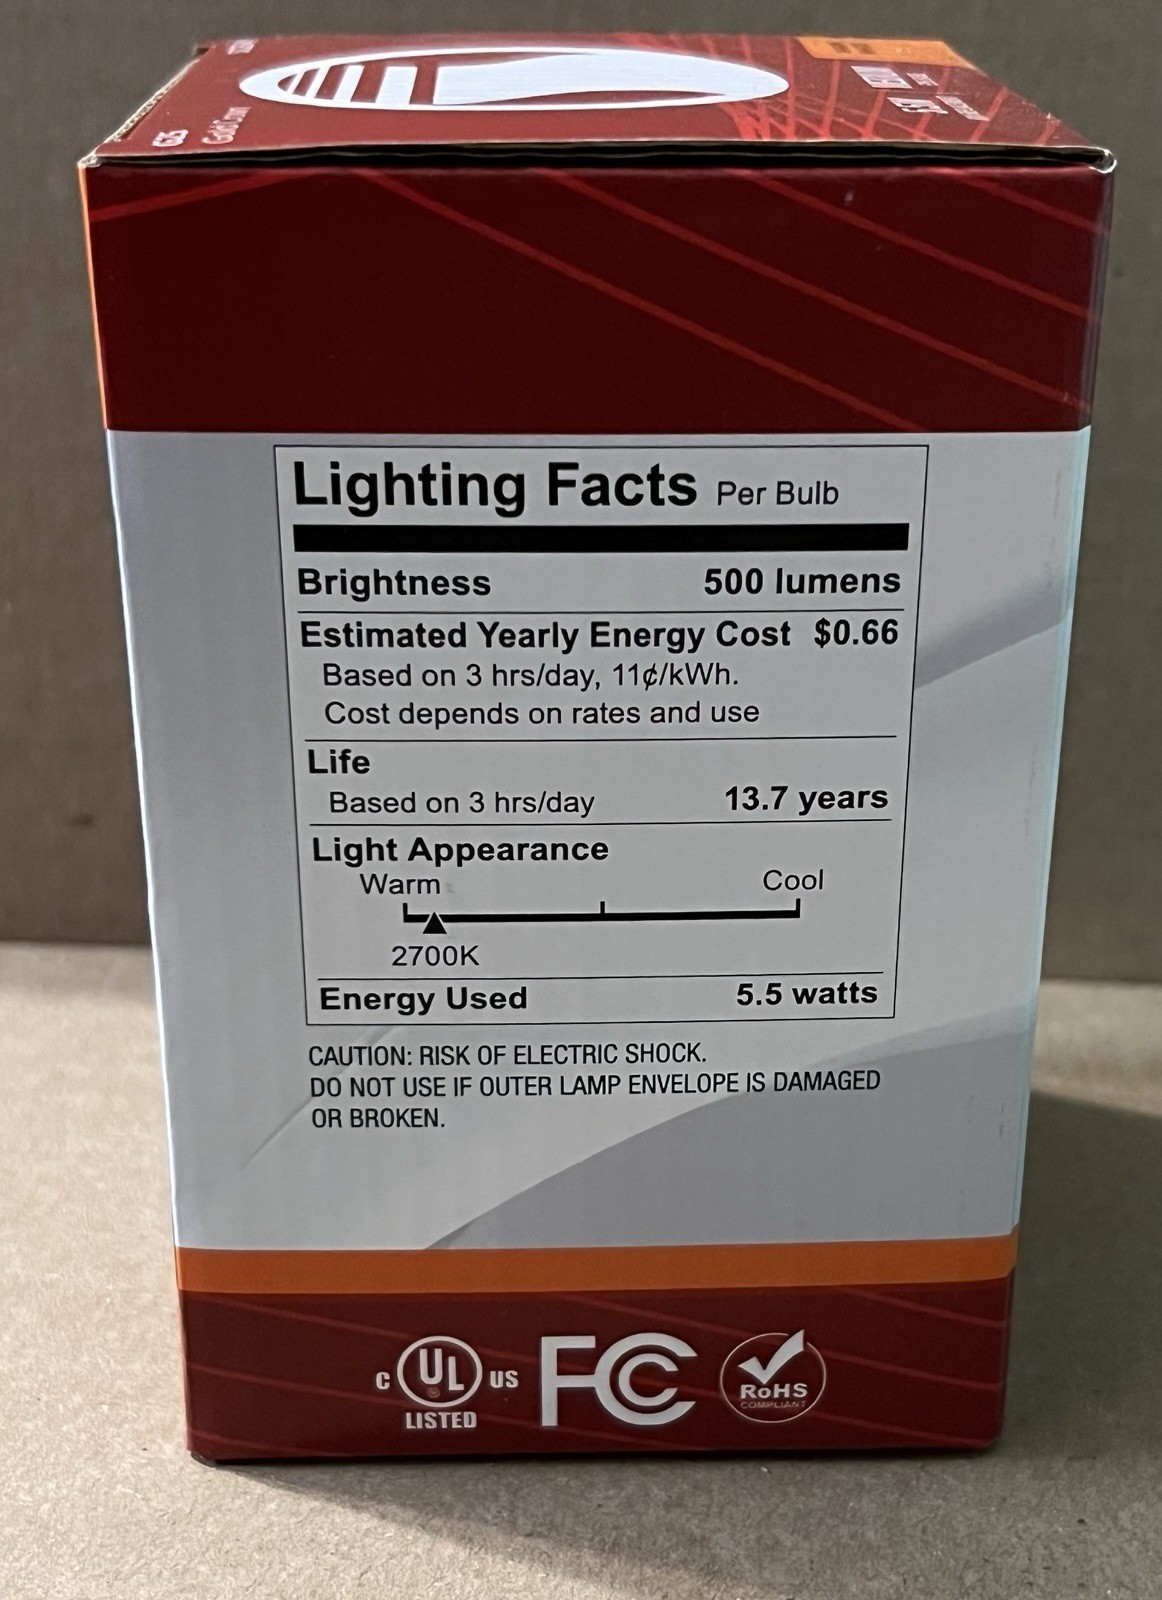 G25
Lighting Facts Per Bulb
Brightness 500 lumens
Estimated Yearly Energy Cost $0.66
Based on 3 hrs/day, 11¢/kWh.
Cost depends on rates and use
Life
Based on 3 hrs/day 13.7 years
Light Appearance
Warm Cool
2700K
Energy Used 5.5 watts
CAUTION: RISK OF ELECTRIC SHOCK.
DO NOT USE IF OUTER LAMP ENVELOPE IS DAMAGED
OR BROKEN.
C UL US FC RoHS
LISTED COMPLIANT